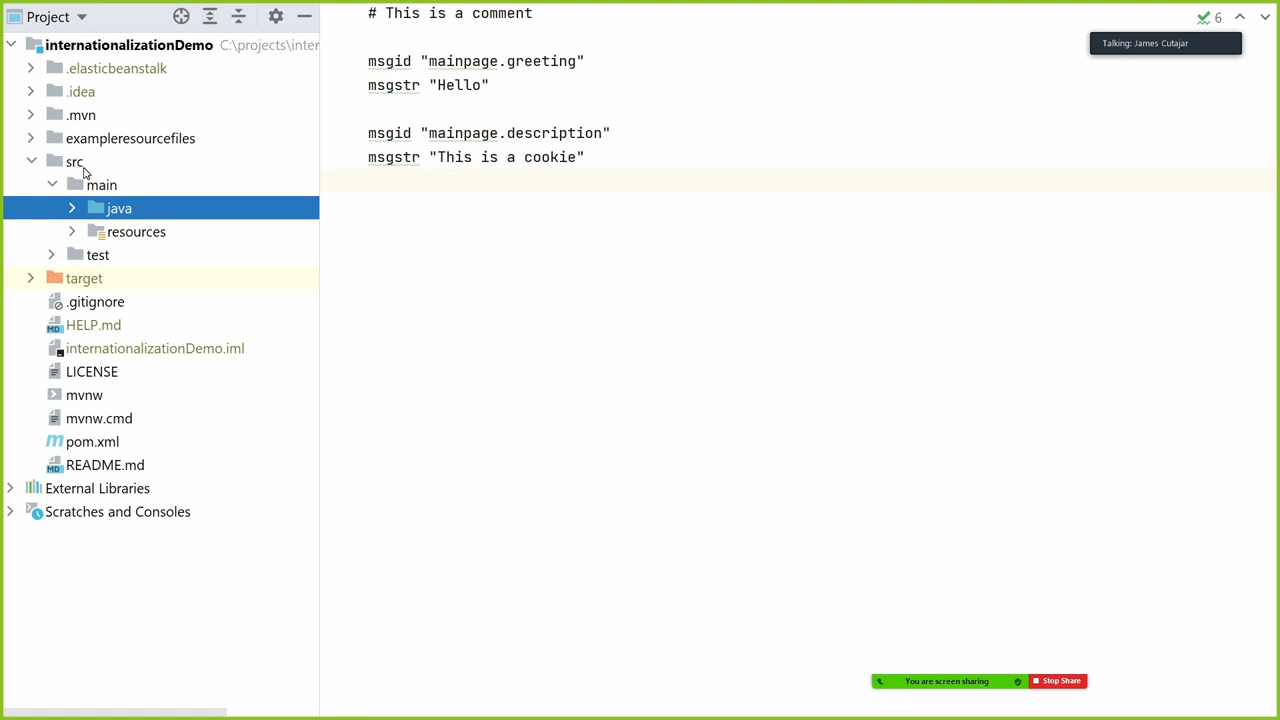 Project
internationalizationDemo C:\projects\inter
.elasticbeanstalk
.idea
.mvn
exampleresourcefiles
src
main
java
resources
test
target
.gitignore
HELP.md
internationalizationDemo.iml
LICENSE
mvnw
mvnw.cmd
pom.xml
README.md
External Libraries
Scratches and Consoles
# This is a comment
msgid "mainpage.greeting"
msgstr "Hello"
msgid "mainpage.description"
msgstr "This is a cookie"
6
Talking: James Cutajar
You are screen sharing
Stop Share